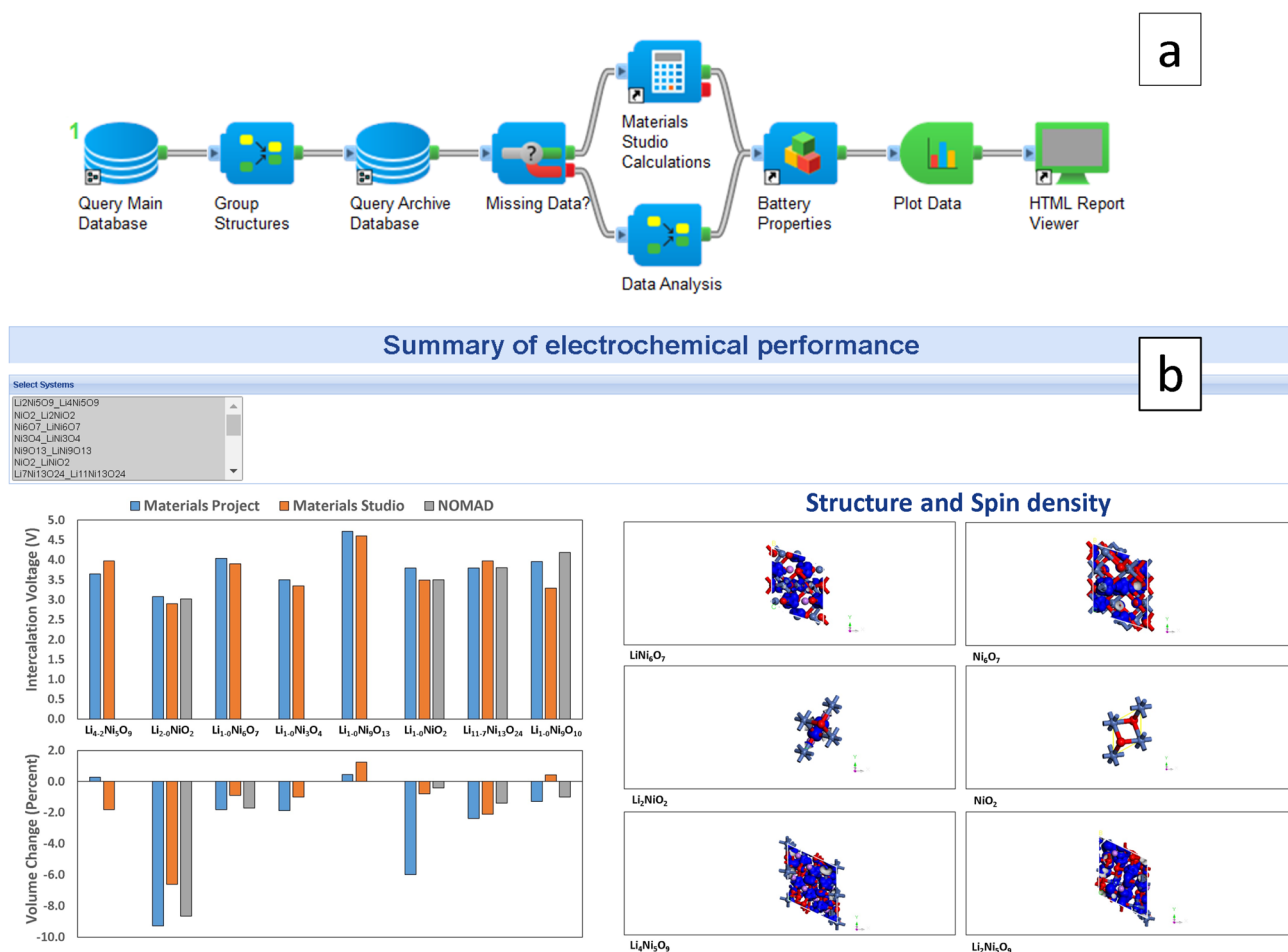 a
1
Query Main
Database
Group
Structures
Query Archive
Database
Missing Data?
?
Materials
Studio
Calculations
Data Analysis
Battery
Properties
Plot Data
HTML Report
Viewer
Summary of electrochemical performance
b
Select Systems
Li2Ni5O9_Li4Ni5O9
NiO2_Li2NiO2
Ni6O7_LiNi6O7
Ni3O4_LiNi3O4
Ni9O13_LiNi9O13
NiO2_LiNiO2
Li7Ni13O24_Li11Ni13O24
Materials Project Materials Studio NOMAD
Intercalation Voltage (V)
5.0
4.5
4.0
3.5
3.0
2.5
2.0
1.5
1.0
0.5
0.0
Li₄₋₂Ni₅O₉ Li₂₋₀NiO₂ Li₁₋₀Ni₆O₇ Li₁₋₀Ni₃O₄ Li₁₋₀Ni₉O₁₃ Li₁₋₀NiO₂ Li₁₁₋₇Ni₁₃O₂₄ Li₁₋₀Ni₉O₁₀
Volume Change (Percent)
2.0
0.0
-2.0
-4.0
-6.0
-8.0
-10.0
Structure and Spin density
LiNi₆O₇
Ni₆O₇
Li₂NiO₂
NiO₂
Li₄Ni₅O₉
Li₂Ni₅O₉